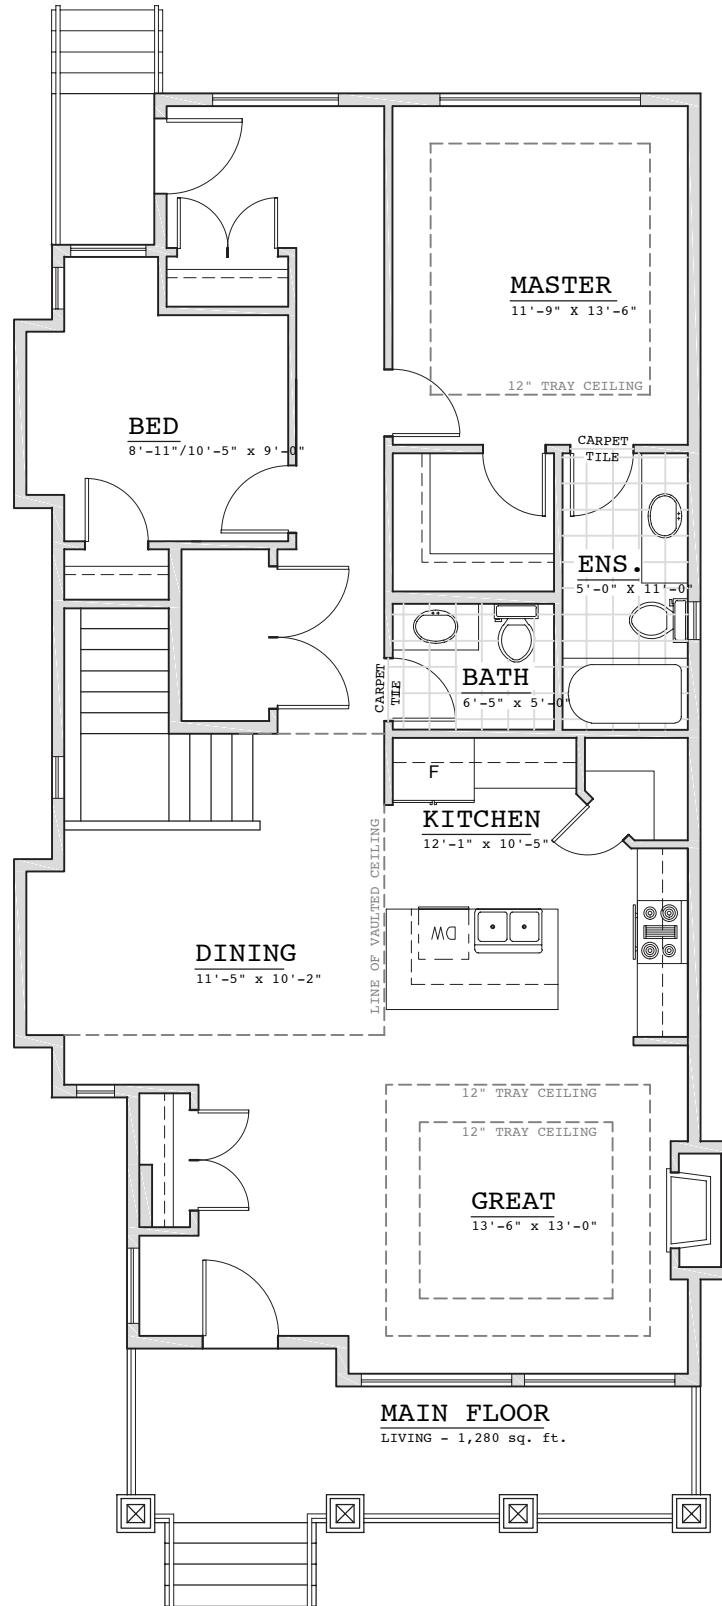 MASTER
11'-9" X 13'-6"
12" TRAY CEILING
BED
8'-11"/10'-5" x 9'-0"
CARPET
TILE
ENS.
5'-0" X 11'-0"
CARPET
TILE
BATH
6'-5" x 5'-0"
F
KITCHEN
12'-1" x 10'-5"
LINE OF VAULTED CEILING
DW
DINING
11'-5" x 10'-2"
12" TRAY CEILING
12" TRAY CEILING
GREAT
13'-6" x 13'-0"
MAIN FLOOR
LIVING - 1,280 sq. ft.